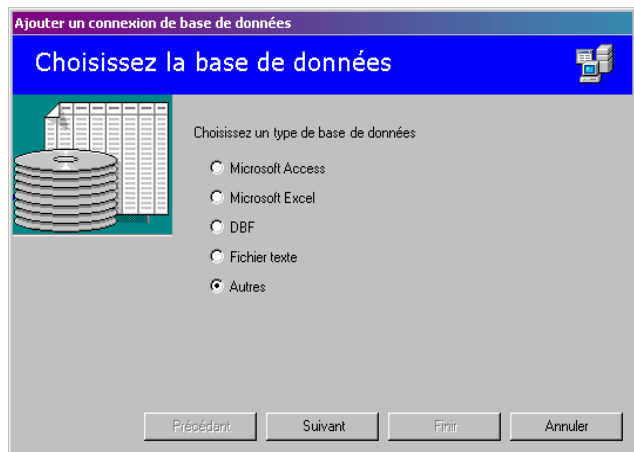 Ajouter un connexion de base de données
Choisissez la base de données
Choisissez un type de base de données
Microsoft Access
Microsoft Excel
DBF
Fichier texte
Autres
Précédant
Suivant
Finir
Annuler